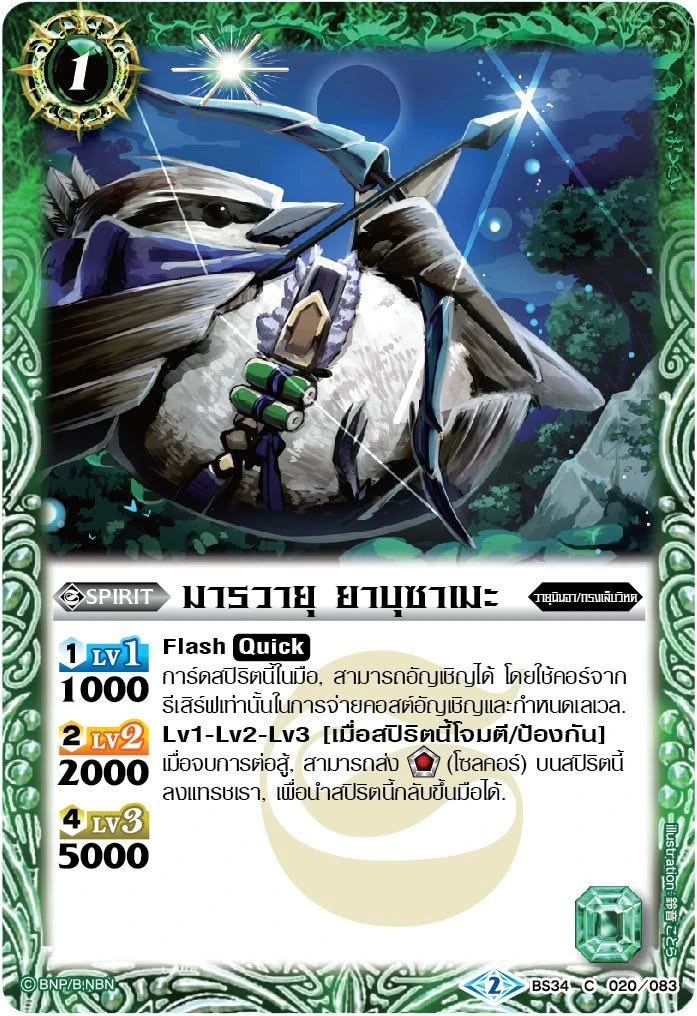 1
SPIRIT มารวายุ ยาบุซาเมะ วายุนินจา/กรงเล็บวิหค
1 LV1
1000
2 LV2
2000
4 LV3
5000
Flash Quick
การ์ดสปิริตนี้ในมือ, สามารถอัญเชิญได้ โดยใช้คอร์จาก
รีเสิร์ฟเท่านั้นในการจ่ายคอสต์อัญเชิญและกำหนดเลเวล.
Lv1-Lv2-Lv3 [เมื่อสปิริตนี้โจมตี/ป้องกัน]
เมื่อจบการต่อสู้, สามารถส่ง (โซลคอร์) บนสปิริตนี้
ลงแทรชเรา, เพื่อนำสปิริตนี้กลับขึ้นมือได้.
illustration : 鈴音ことら
©BNP/B,NBN
2 BS34 C 020/083